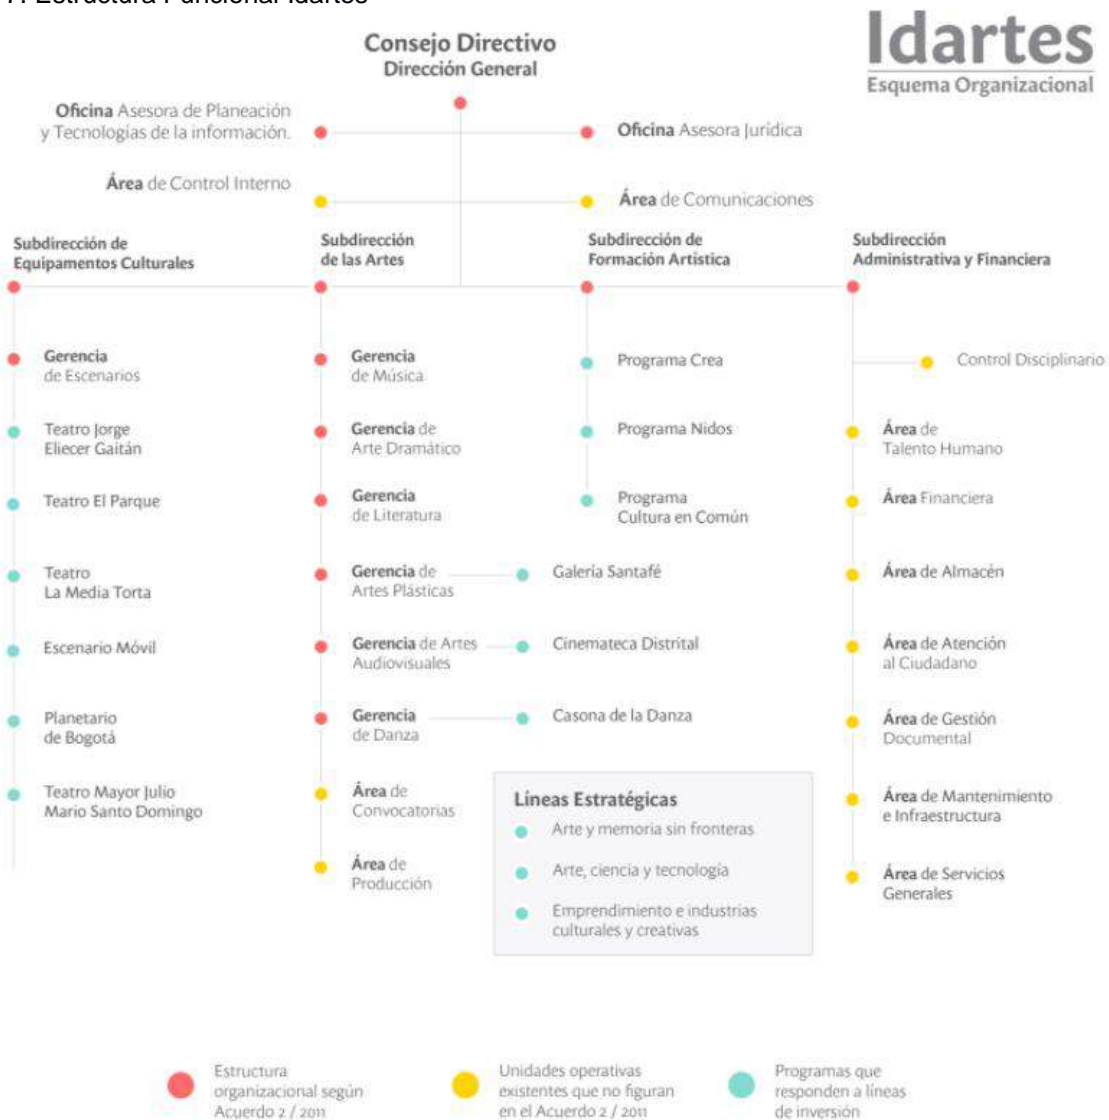 7. Estructura Funcional Idartes
Idartes
Esquema Organizacional
Consejo Directivo
Dirección General
Oficina Asesora de Planeación
y Tecnologías de la información.
Oficina Asesora Jurídica
Área de Control Interno
Área de Comunicaciones
Subdirección de
Equipamentos Culturales
Gerencia
de Escenarios
Teatro Jorge
Eliecer Gaitán
Teatro El Parque
Teatro
La Media Torta
Escenario Móvil
Planetario
de Bogotá
Teatro Mayor Julio
Mario Santo Domingo
Subdirección
de las Artes
Gerencia
de Música
Gerencia de
Arte Dramático
Gerencia
de Literatura
Gerencia de
Artes Plásticas
Galería Santafé
Gerencia de Artes
Audiovisuales
Cinemateca Distrital
Gerencia
de Danza
Casona de la Danza
Área de
Convocatorias
Área de
Producción
Subdirección de
Formación Artística
Programa Crea
Programa Nidos
Programa
Cultura en Común
Líneas Estratégicas
Arte y memoria sin fronteras
Arte, ciencia y tecnología
Emprendimiento e industrias
culturales y creativas
Subdirección
Administrativa y Financiera
Control Disciplinario
Área de
Talento Humano
Área Financiera
Área de Almacén
Área de Atención
al Ciudadano
Área de Gestión
Documental
Área de Mantenimiento
e Infraestructura
Área de Servicios
Generales
Estructura
organizacional según
Acuerdo 2 / 2011
Unidades operativas
existentes que no figuran
en el Acuerdo 2 / 2011
Programas que
responden a líneas
de inversión